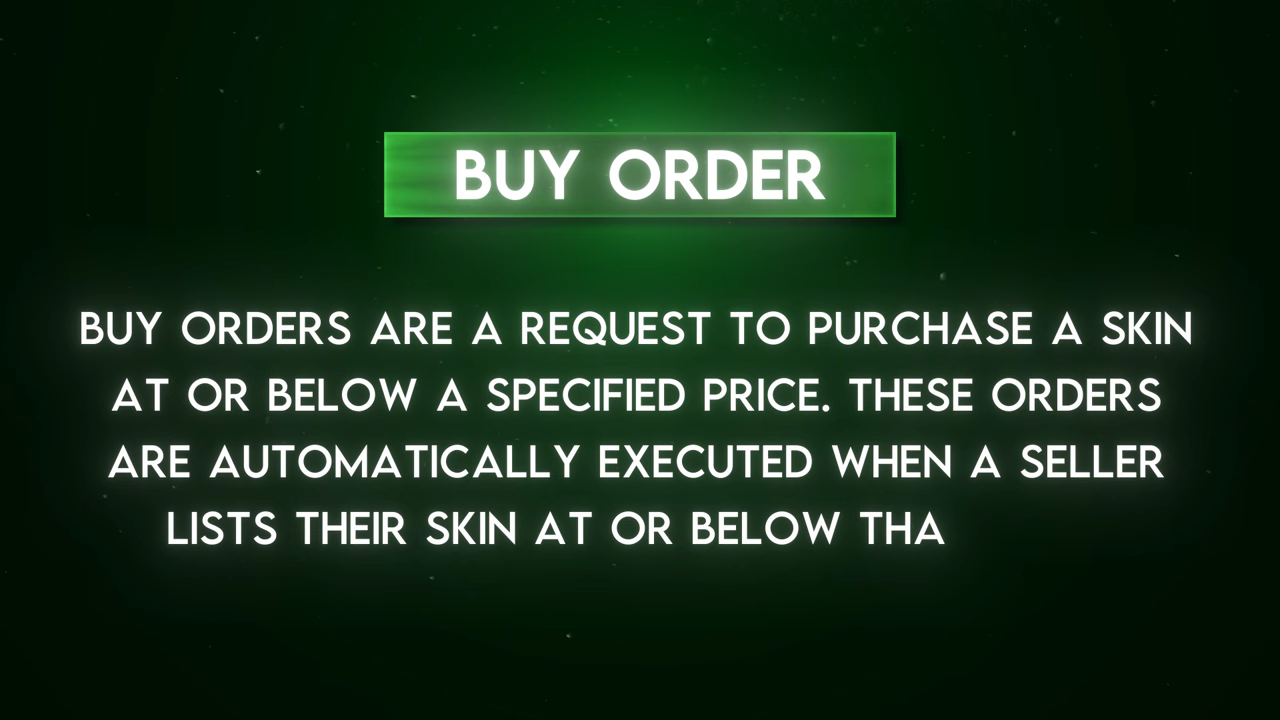 BUY ORDER
BUY ORDERS ARE A REQUEST TO PURCHASE A SKIN
AT OR BELOW A SPECIFIED PRICE. THESE ORDERS
ARE AUTOMATICALLY EXECUTED WHEN A SELLER
LISTS THEIR SKIN AT OR BELOW THA